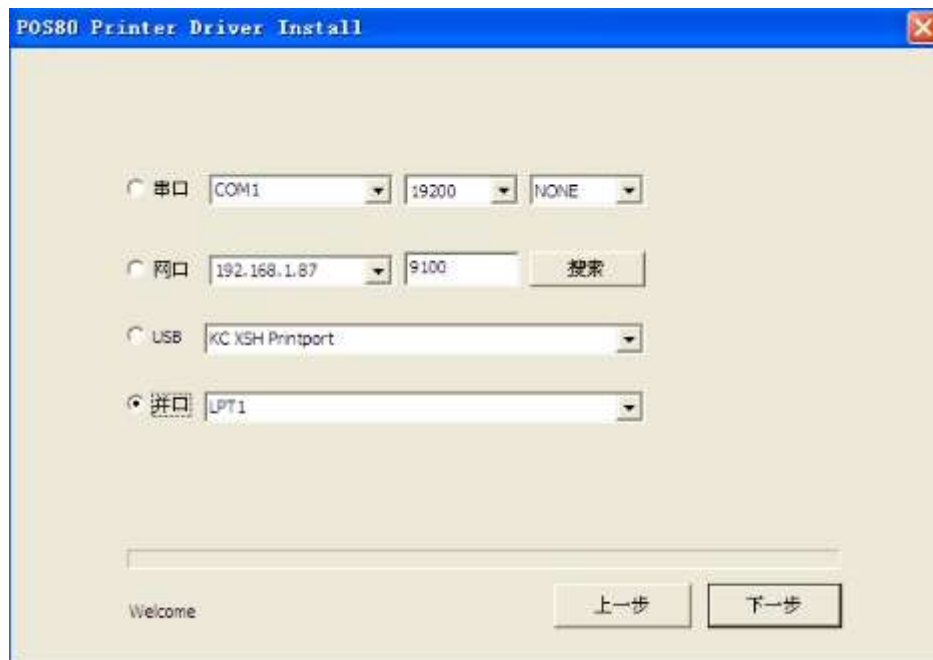 POS80 Printer Driver Install
串口 COM1 19200 NONE
网口 192.168.1.87 9100 搜索
USB KC XSH Printport
并口 LPT1
Welcome 上一步 下一步